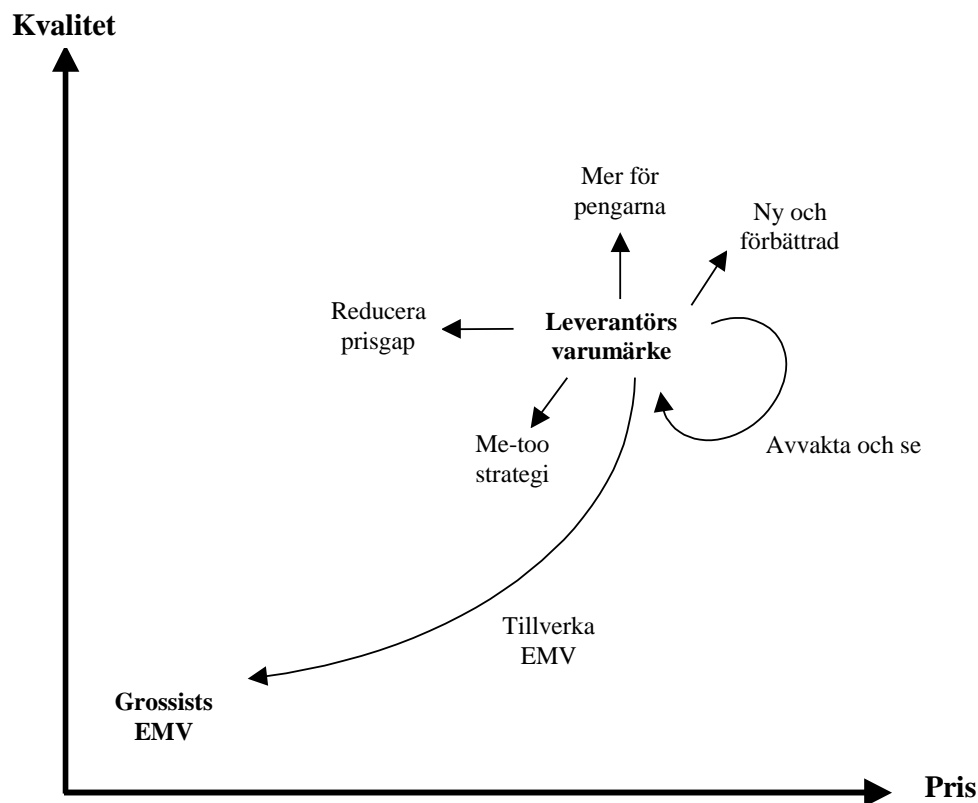 Kvalitet
Mer för
pengarna
Ny och
förbättrad
Reducera
prisgap
Leverantörs
varumärke
Me-too
strategi
Avvakta och se
Tillverka
EMV
Grossists
EMV
Pris